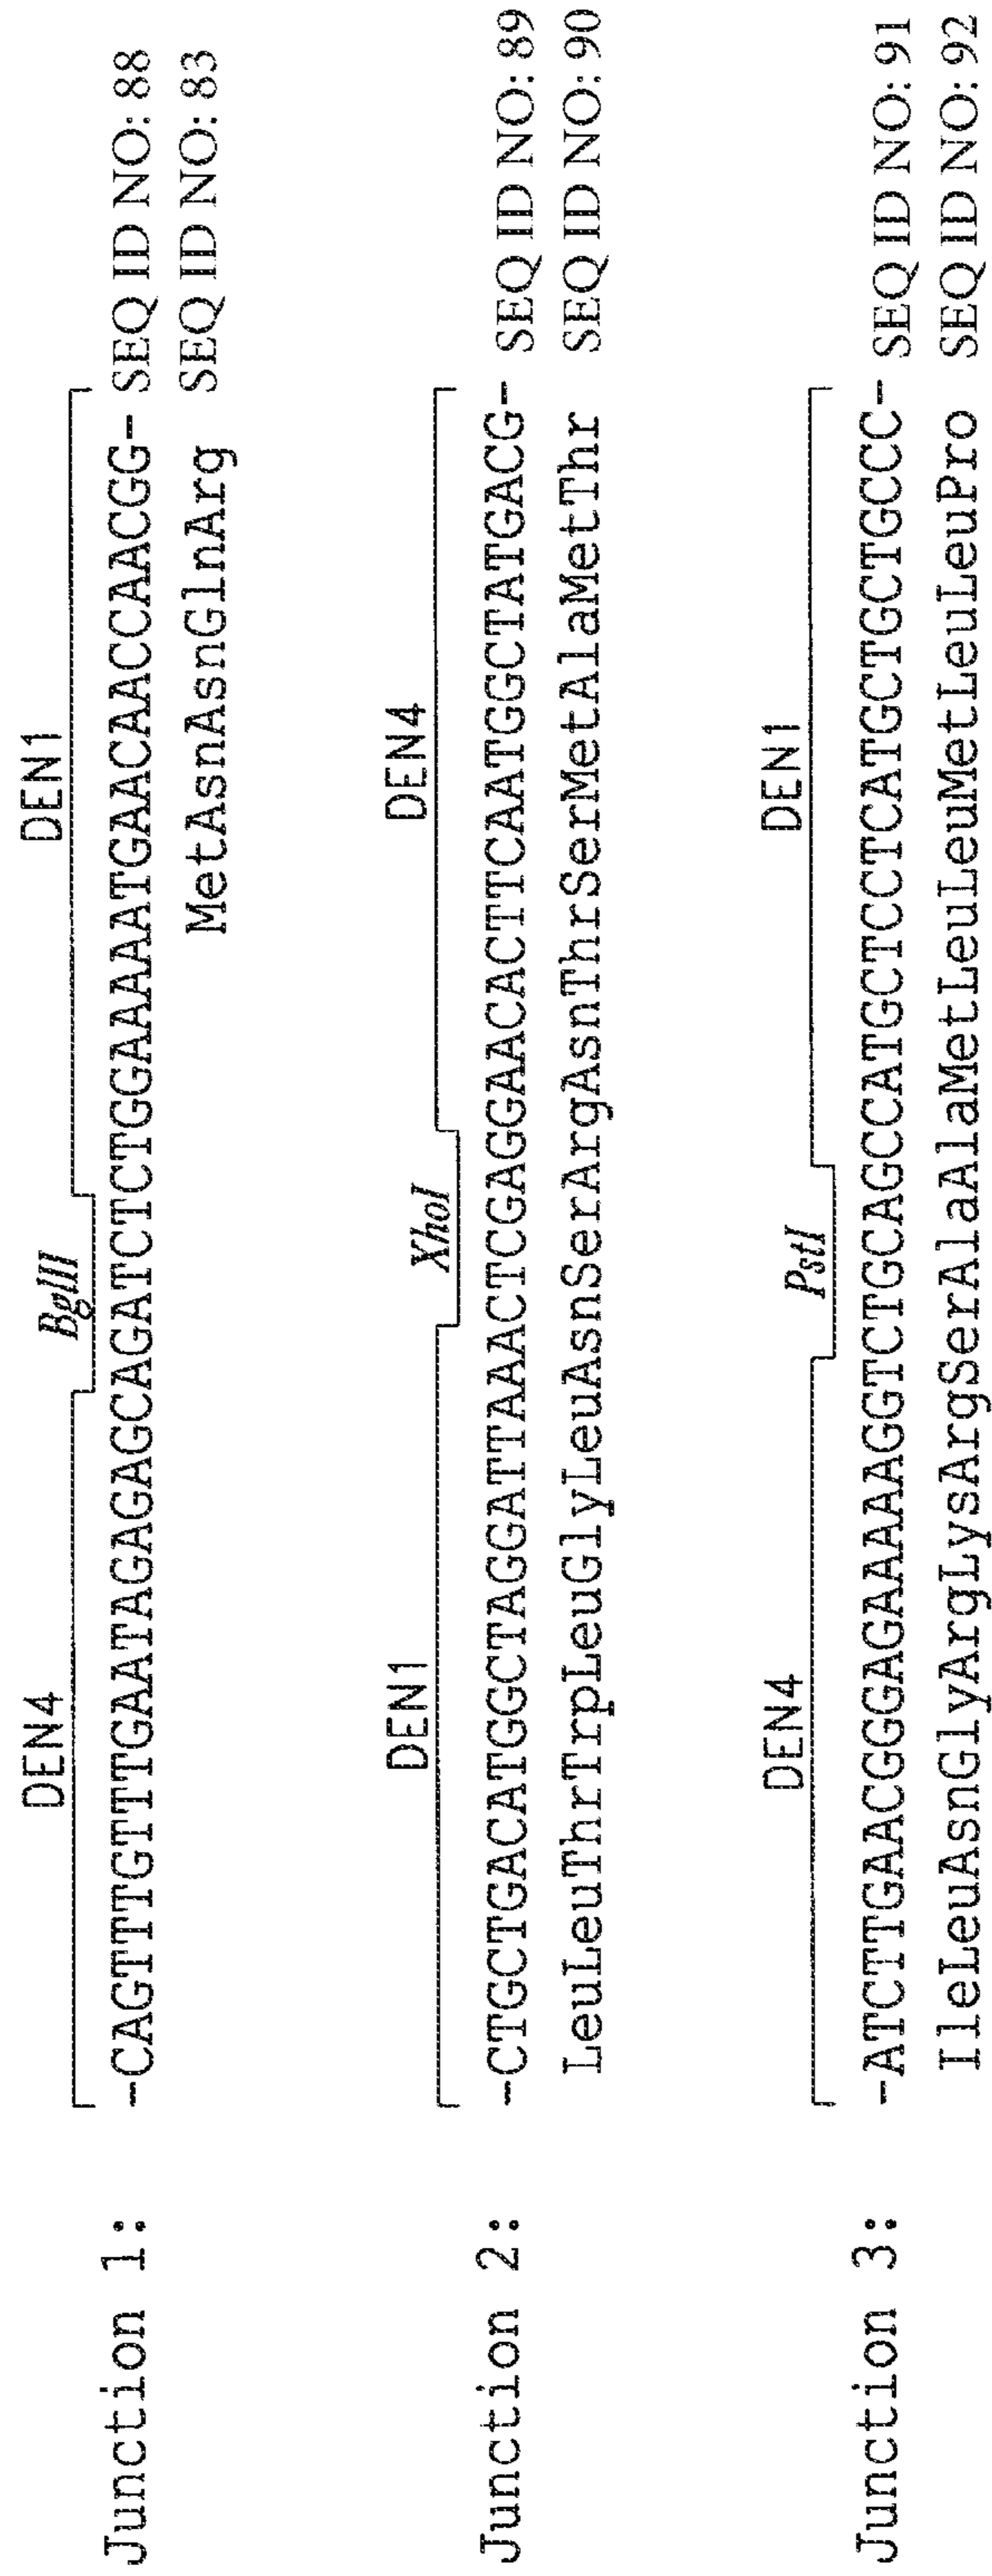 DEN4 BglII DEN1
Junction 1: -CAGTTTGTTTGAATAGAGAGCAGATCTCTGGAAAAATGAACAACCAACGG- SEQ ID NO: 88
MetAsnAsnGlnArg SEQ ID NO: 83
DEN1 XhoI DEN4
Junction 2: -CTGCTGACATGGCTAGGATTAAACTCGAGGAACACTTCAATGGCTATGACG- SEQ ID NO: 89
LeuLeuThrTrpLeuGlyLeuAsnSerArgAsnThrSerMetAlaMetThr SEQ ID NO: 90
DEN4 PstI DEN1
Junction 3: -ATCTTGAACGGGAGAAAAAGGTCTGCAGCCATGCTCCTCATGCTGCTGCCC- SEQ ID NO: 91
IleLeuAsnGlyArgLysArgSerAlaAlaMetLeuLeuMetLeuLeuPro SEQ ID NO: 92